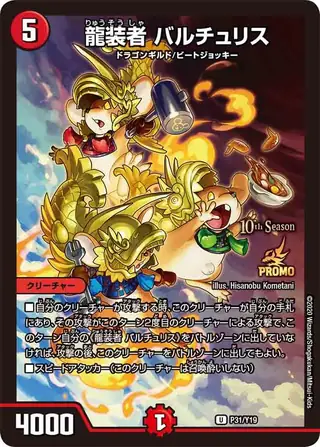 5
りゅうそうしゃ
龍装者 バルチュリス
ドラゴンギルド/ビートジョッキー
10th Season
PROMO
illus. Hisanobu Kometani
クリーチャー
©2020 Wizards/Shogakukan/Mitsui-Kids
■自分のクリーチャーが攻撃する時、このクリーチャーが自分の手札にあり、その攻撃がこのターン2度目のクリーチャーによる攻撃で、このターン自分の《龍装者 バルチュリス》をバトルゾーンに出していなければ、攻撃の後、このクリーチャーをバトルゾーンに出してもよい。
■スピードアタッカー(このクリーチャーは召喚酔いしない)
4000
1
U P31/Y19